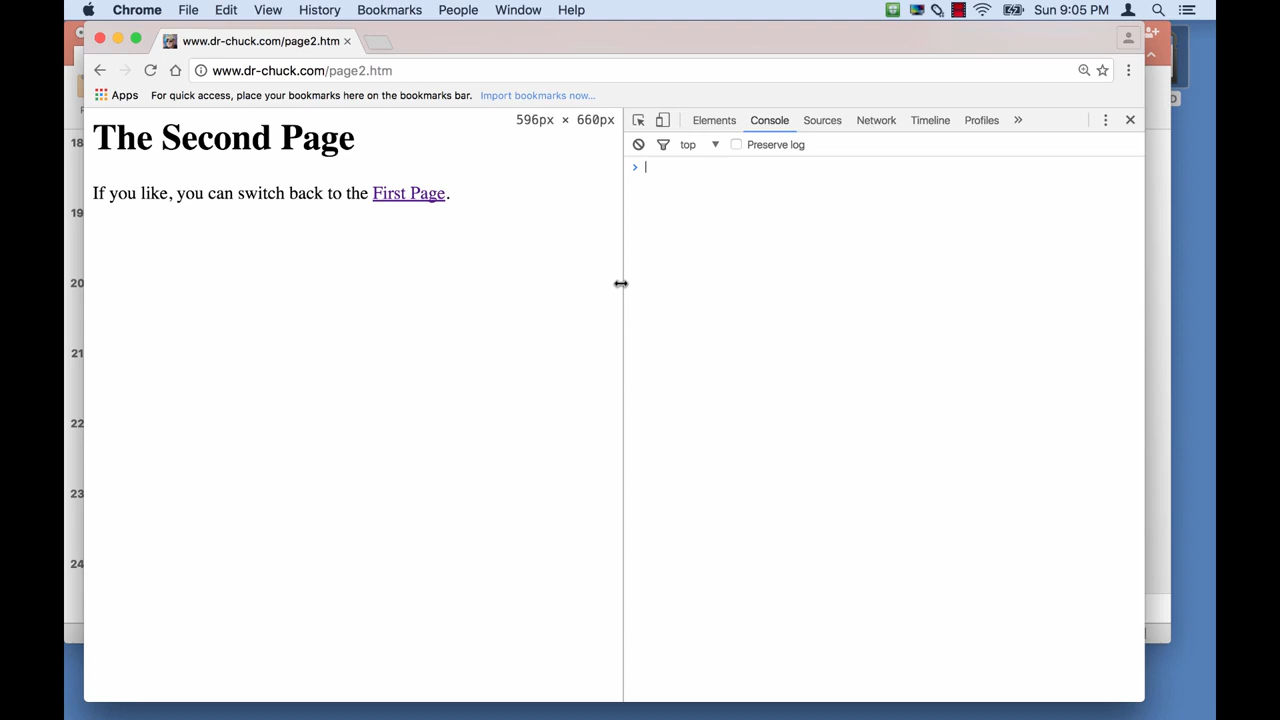 Chrome File Edit View History Bookmarks People Window Help Sun 9:05 PM
www.dr-chuck.com/page2.htm ×
www.dr-chuck.com/page2.htm
Apps For quick access, place your bookmarks here on the bookmarks bar. Import bookmarks now...
The Second Page 596px × 660px
Elements Console Sources Network Timeline Profiles »
top Preserve log
If you like, you can switch back to the First Page.
18
19
20
21
22
23
24